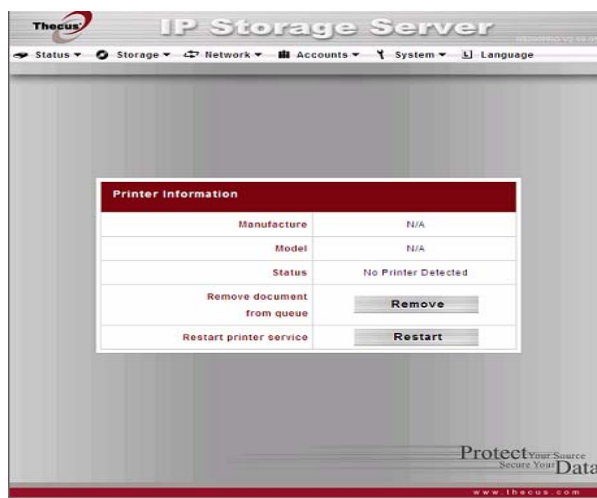 Thecus
IP Storage Server
Status Storage Network Accounts System Language
Printer Information
Manufacture N/A
Model N/A
Status No Printer Detected
Remove document
from queue Remove
Restart printer service Restart
Protect Your Source
Secure Your Data
www.thecus.com